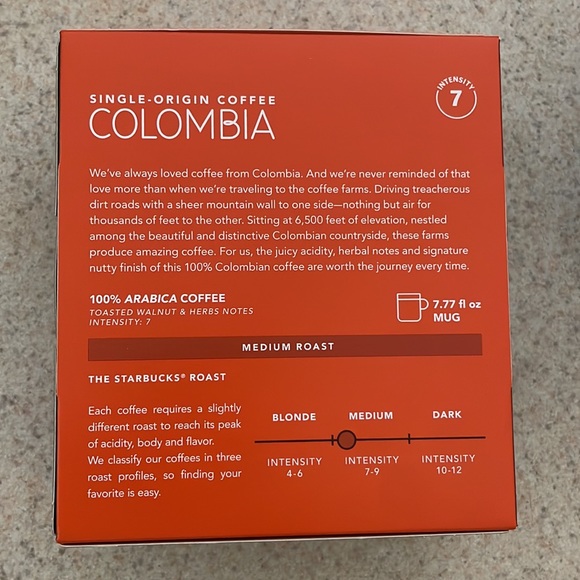 SINGLE-ORIGIN COFFEE
COLOMBIA
INTENSITY
7
We've always loved coffee from Colombia. And we're never reminded of that
love more than when we're traveling to the coffee farms. Driving treacherous
dirt roads with a sheer mountain wall to one side—nothing but air for
thousands of feet to the other. Sitting at 6,500 feet of elevation, nestled
among the beautiful and distinctive Colombian countryside, these farms
produce amazing coffee. For us, the juicy acidity, herbal notes and signature
nutty finish of this 100% Colombian coffee are worth the journey every time.
100% ARABICA COFFEE
TOASTED WALNUT & HERBS NOTES
INTENSITY: 7
7.77 fl oz
MUG
MEDIUM ROAST
THE STARBUCKS® ROAST
Each coffee requires a slightly
different roast to reach its peak
of acidity, body and flavor.
We classify our coffees in three
roast profiles, so finding your
favorite is easy.
BLONDE MEDIUM DARK
INTENSITY INTENSITY INTENSITY
4-6 7-9 10-12